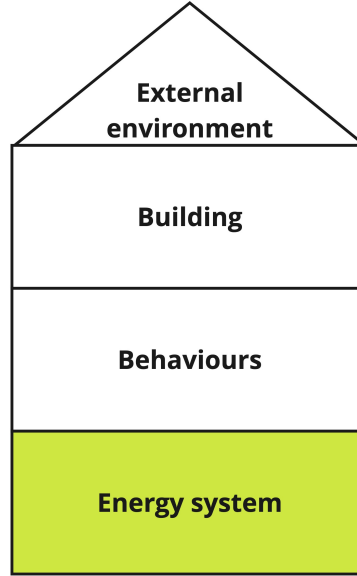 External
environment
Building
Behaviours
Energy system